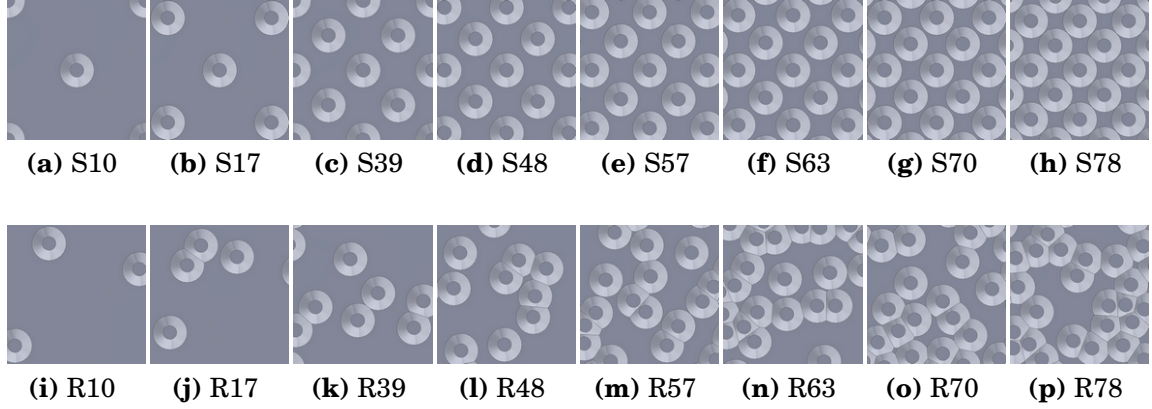 (a) S10 (b) S17 (c) S39 (d) S48 (e) S57 (f) S63 (g) S70 (h) S78
(i) R10 (j) R17 (k) R39 (l) R48 (m) R57 (n) R63 (o) R70 (p) R78